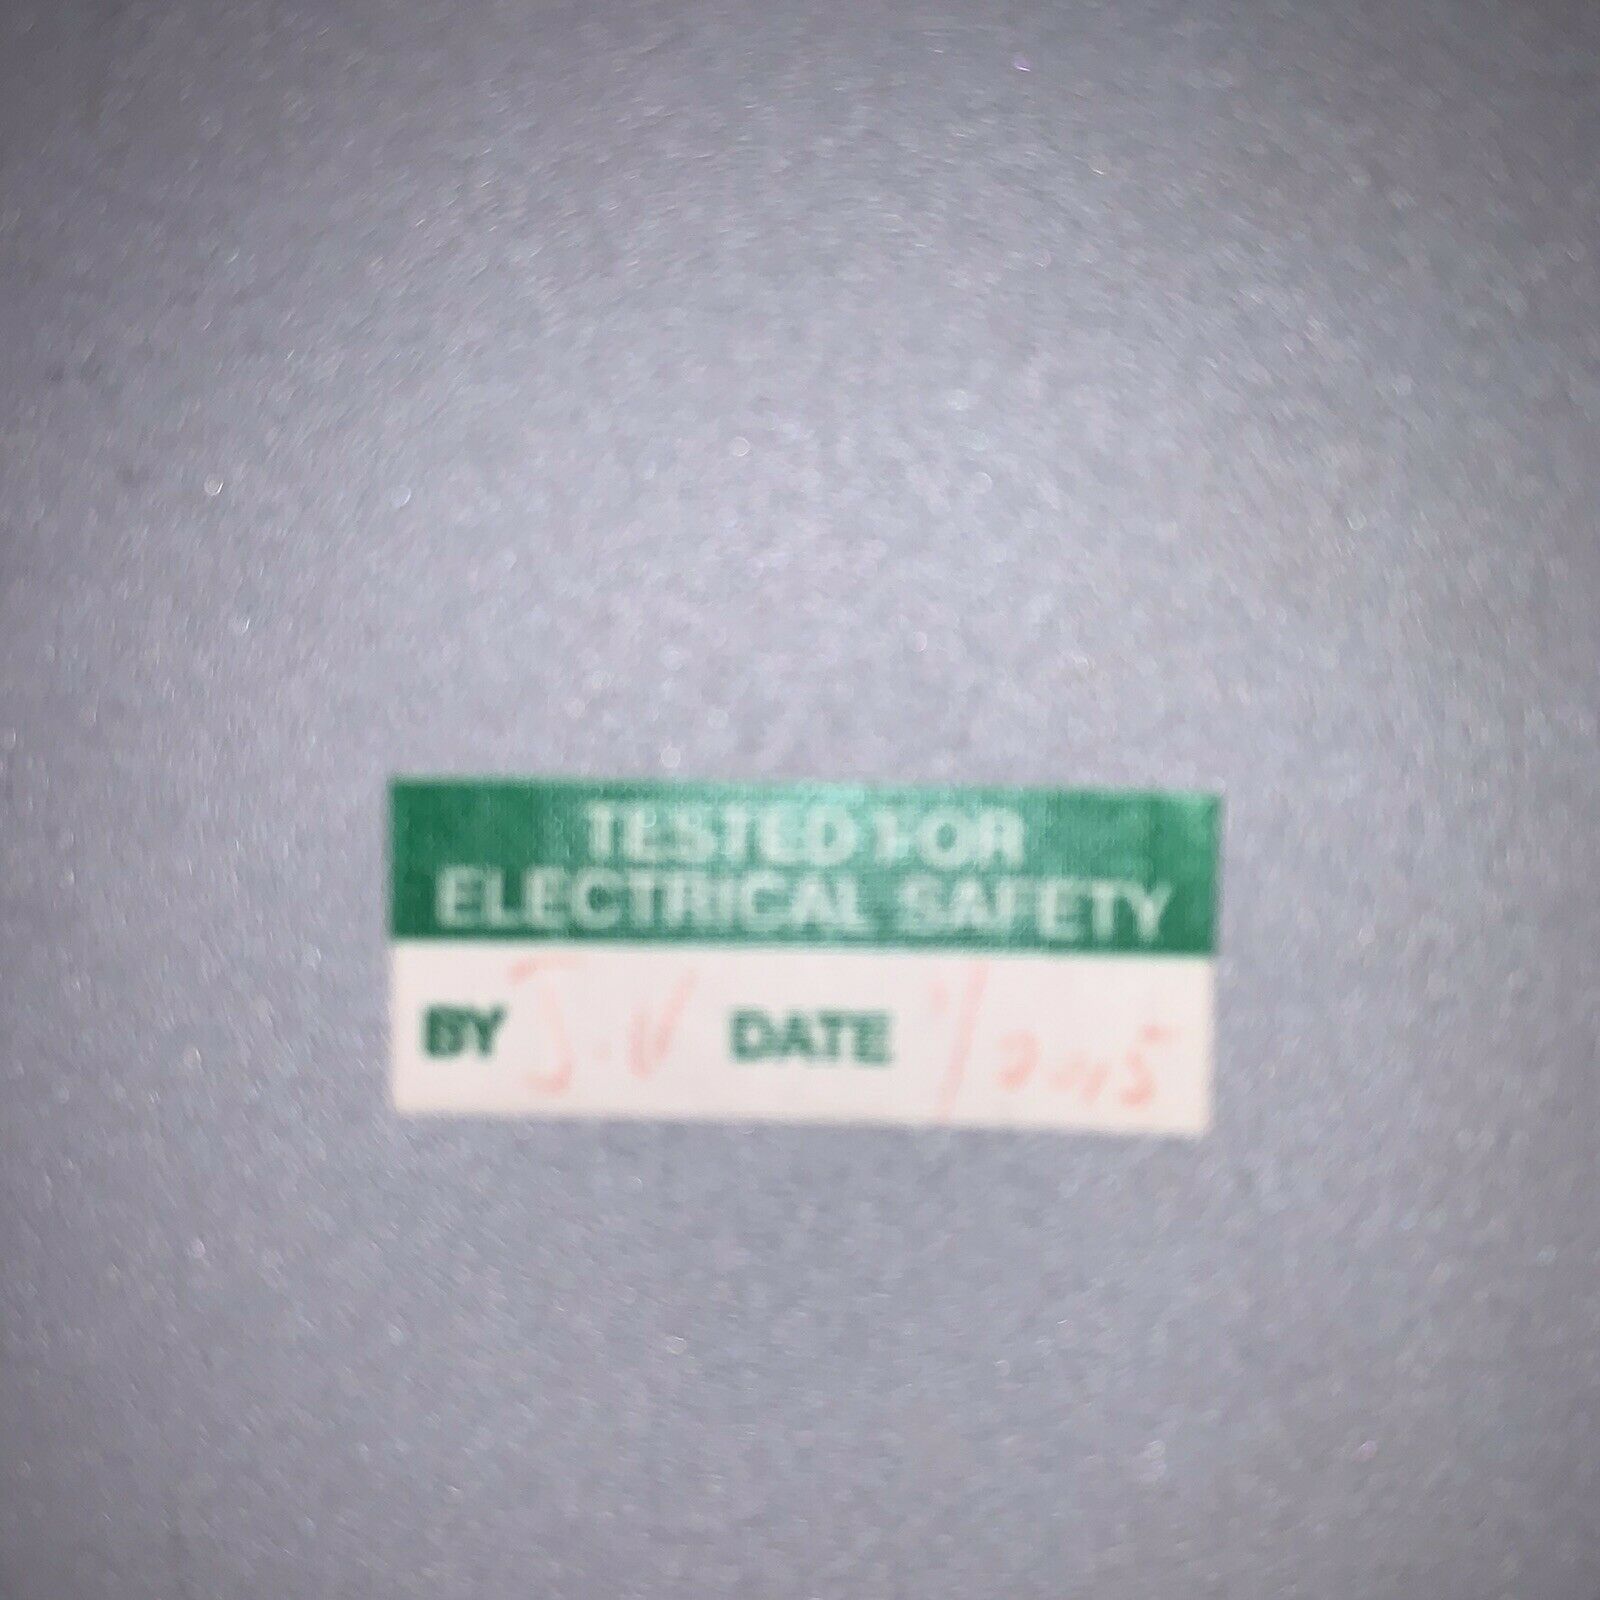 TESTED FOR
ELECTRICAL SAFETY
BY J.V DATE